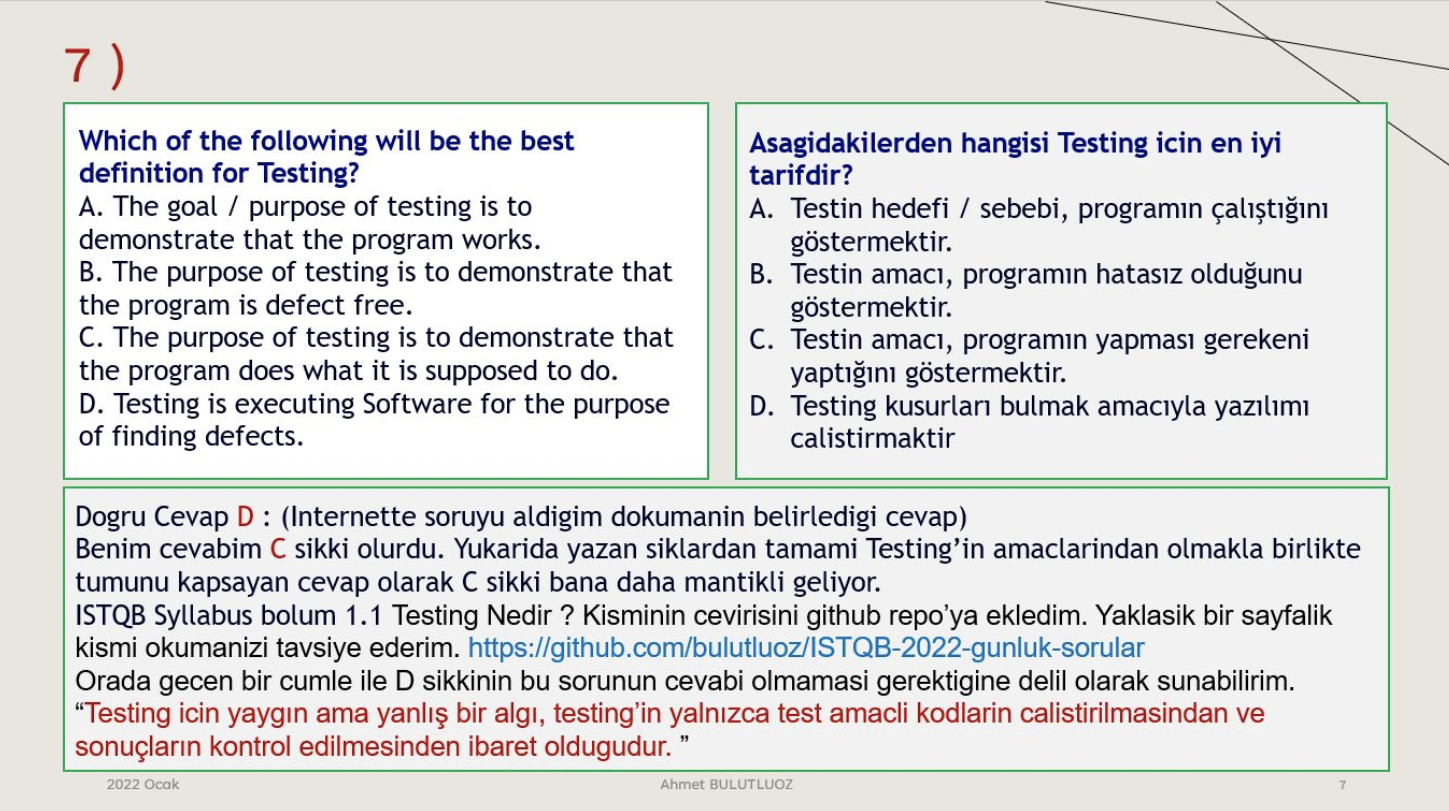 7 )
Which of the following will be the best
definition for Testing?
A. The goal / purpose of testing is to
demonstrate that the program works.
B. The purpose of testing is to demonstrate that
the program is defect free.
C. The purpose of testing is to demonstrate that
the program does what it is supposed to do.
D. Testing is executing Software for the purpose
of finding defects.
Asagidakilerden hangisi Testing icin en iyi
tarifdir?
A. Testin hedefi / sebebi, programın çalıştığını
göstermektir.
B. Testin amacı, programın hatasız olduğunu
göstermektir.
C. Testin amacı, programın yapması gerekeni
yaptığını göstermektir.
D. Testing kusurları bulmak amacıyla yazılımı
calistirmaktir
Dogru Cevap D : (Internette soruyu aldigim dokumanin belirledigi cevap)
Benim cevabim C sikki olurdu. Yukarida yazan siklardan tamami Testing’in amaclarindan olmakla birlikte
tumunu kapsayan cevap olarak C sikki bana daha mantikli geliyor.
ISTQB Syllabus bolum 1.1 Testing Nedir ? Kisminin cevirisini github repo’ya ekledim. Yaklasik bir sayfalik
kismi okumanizi tavsiye ederim. https://github.com/bulutluoz/ISTQB-2022-gunluk-sorular
Orada gecen bir cumle ile D sikkinin bu sorunun cevabi olmamasi gerektigine delil olarak sunabilirim.
“Testing icin yaygın ama yanlış bir algı, testing’in yalnızca test amacli kodlarin calistirilmasindan ve
sonuçların kontrol edilmesinden ibaret oldugudur. ”
2022 Ocak
Ahmet BULUTLUOZ
7